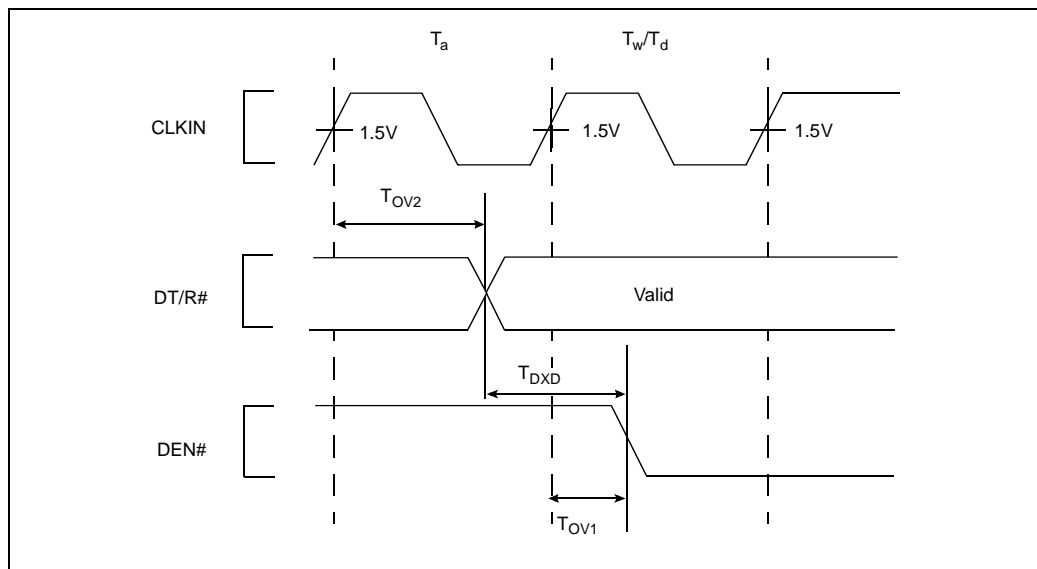 Ta
Tw/Td
CLKIN
1.5V
1.5V
1.5V
TOV2
DT/R#
Valid
TDXD
DEN#
TOV1